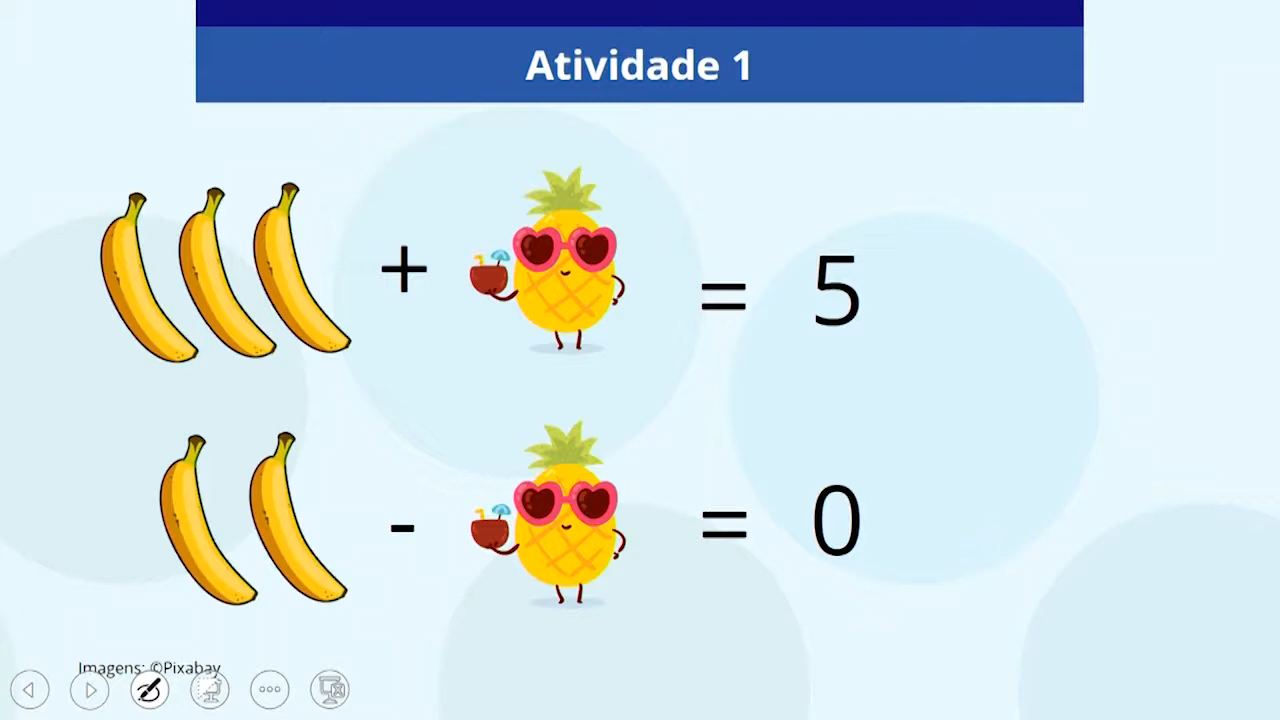 Atividade 1
+ = 5
- = 0
Imagens: ©Pixabay